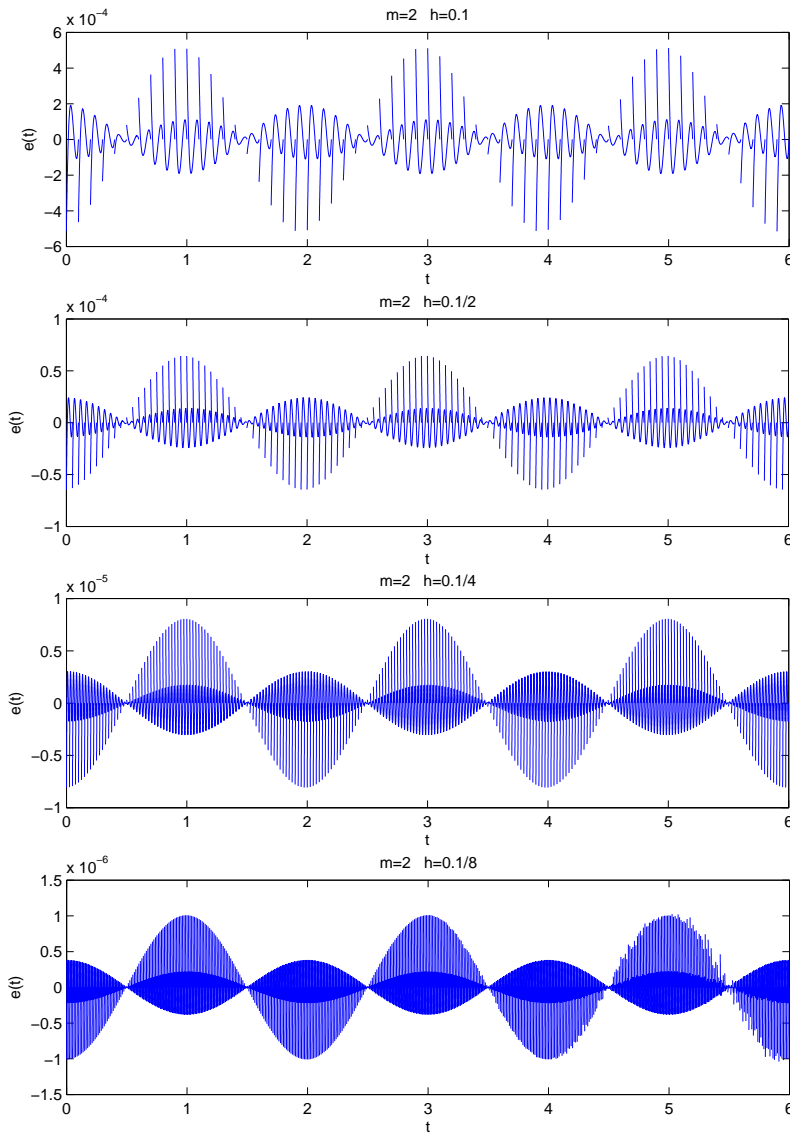 m=2 h=0.1
x 10⁻⁴
6
4
2
0
−2
−4
−6
e(t)
0 1 2 3 4 5 6
t
m=2 h=0.1/2
x 10⁻⁴
1
0.5
0
−0.5
−1
e(t)
0 1 2 3 4 5 6
t
m=2 h=0.1/4
x 10⁻⁵
1
0.5
0
−0.5
−1
e(t)
0 1 2 3 4 5 6
t
m=2 h=0.1/8
x 10⁻⁶
1.5
1
0.5
0
−0.5
−1
−1.5
e(t)
0 1 2 3 4 5 6
t